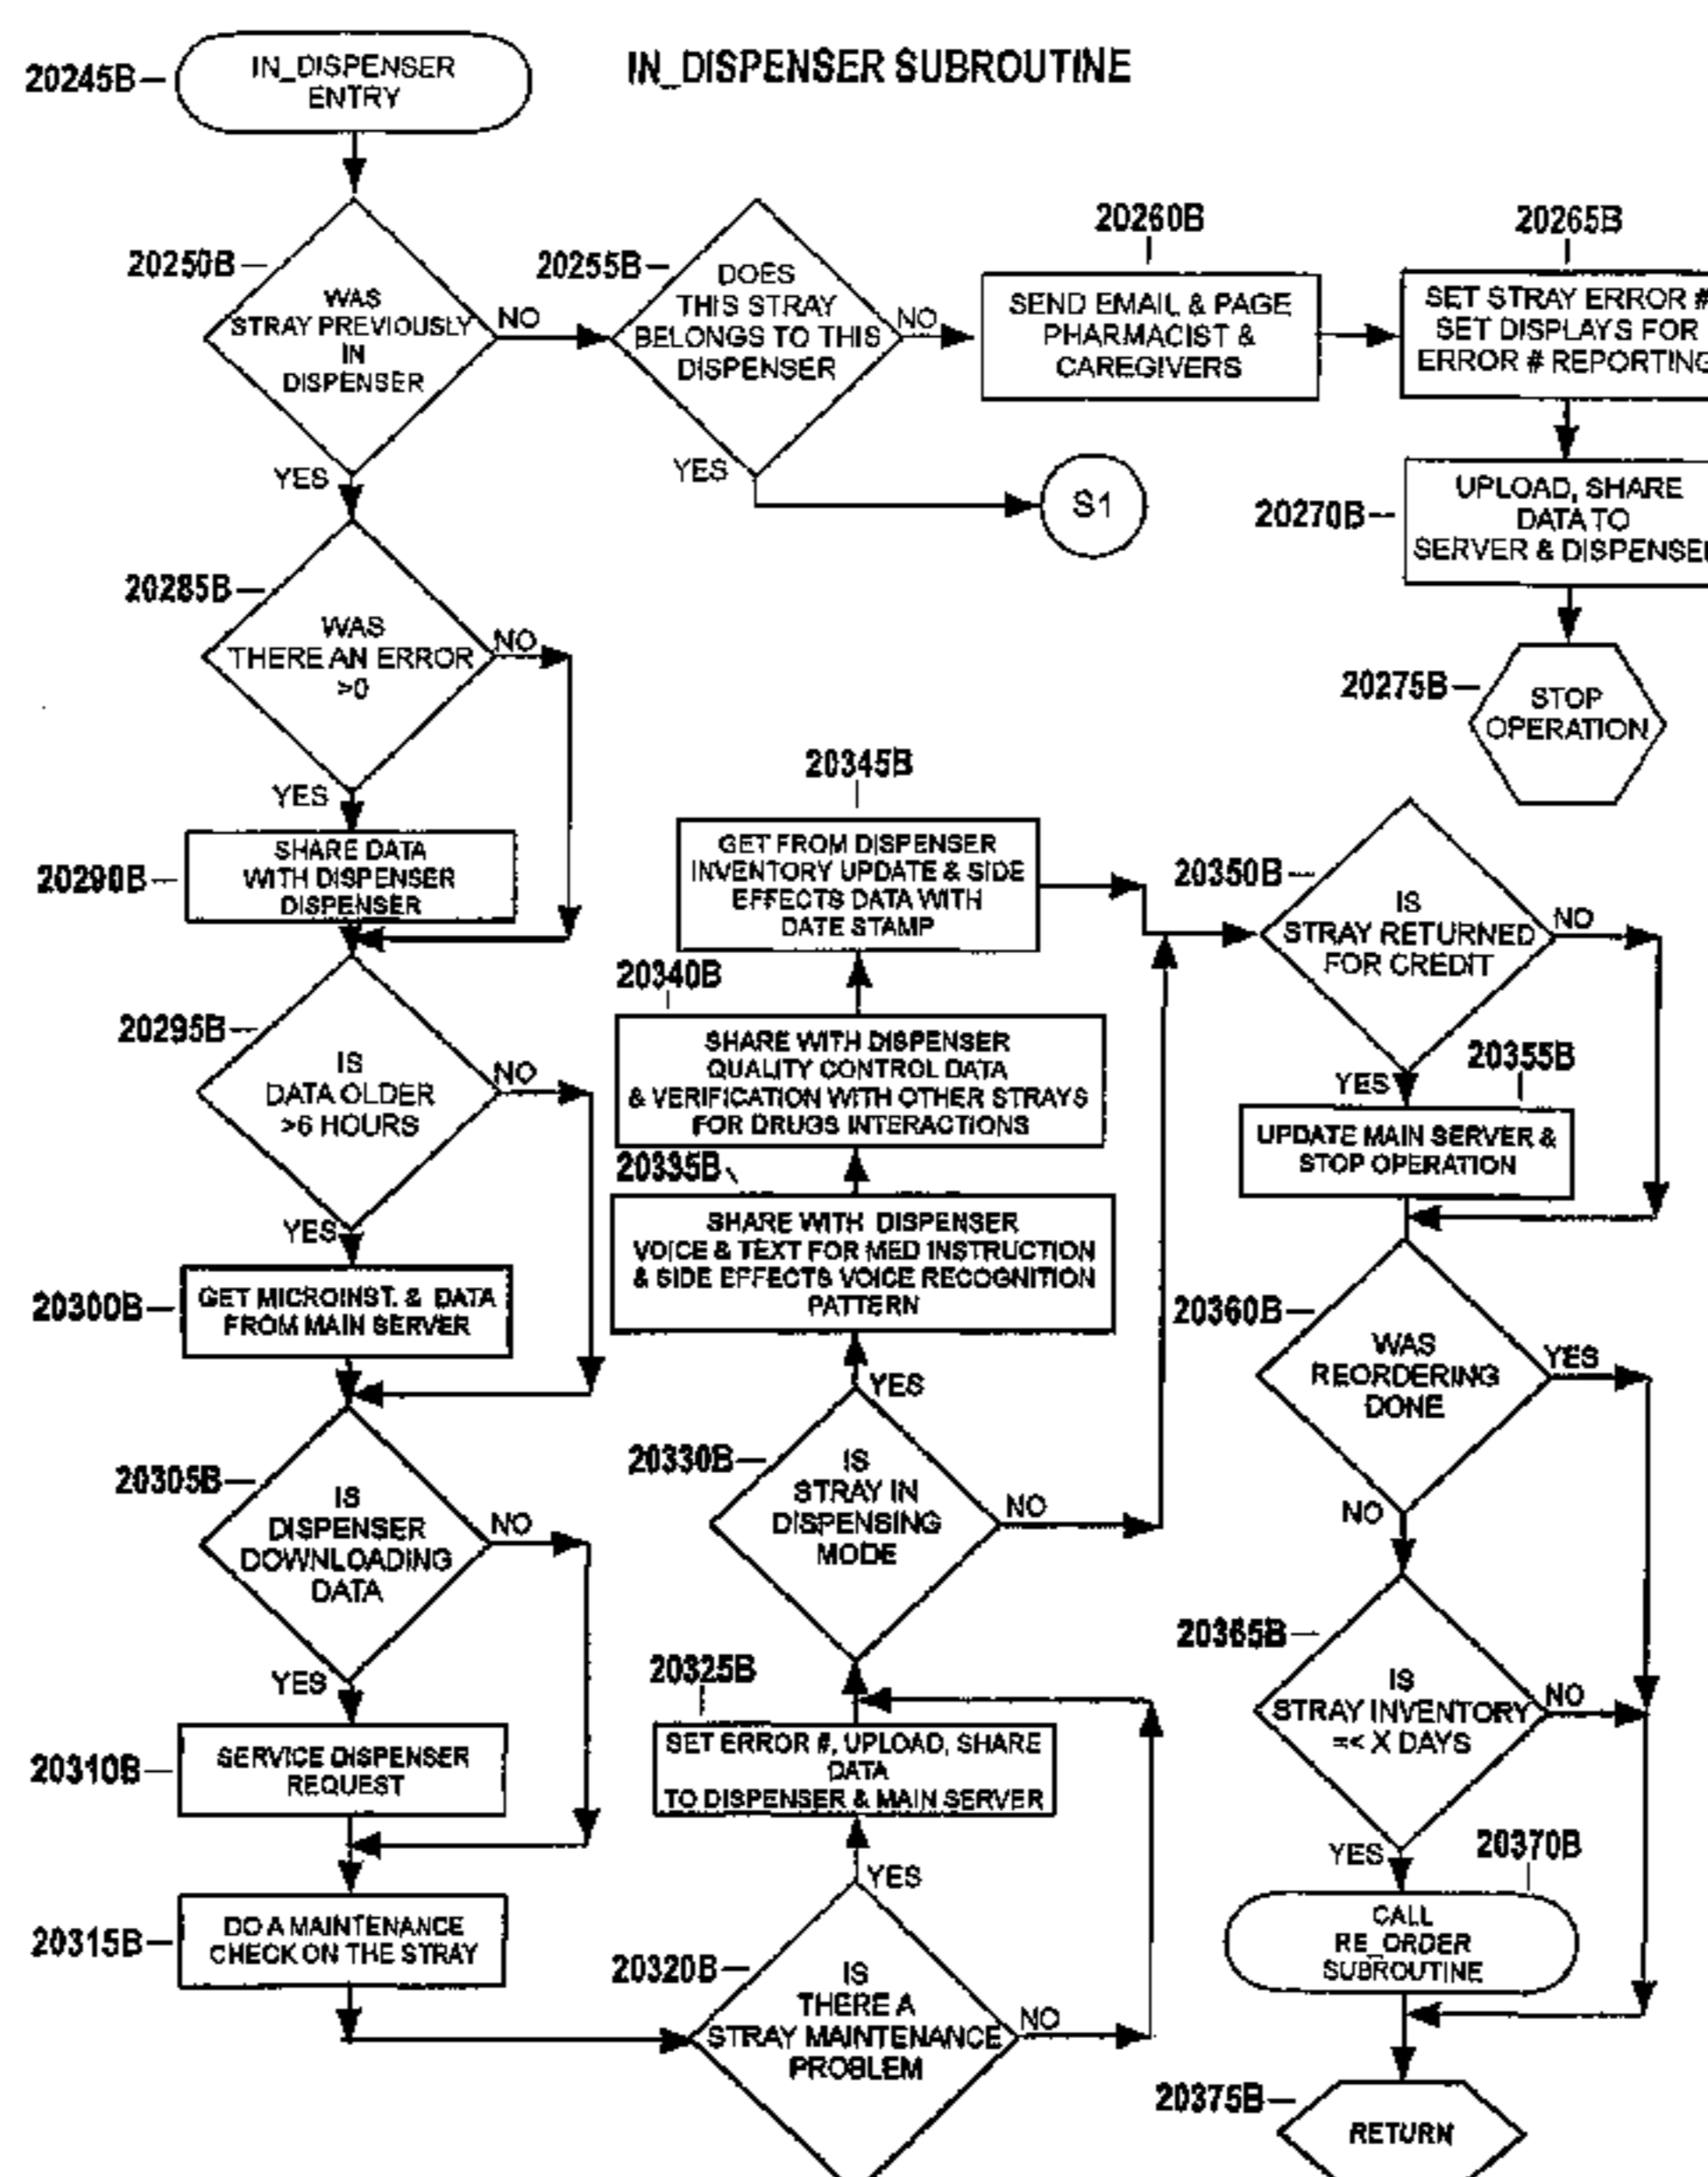 IN_DISPENSER SUBROUTINE
20245B
IN_DISPENSER
ENTRY
20250B
WAS
STRAY PREVIOUSLY
IN
DISPENSER
NO
YES
20255B
DOES
THIS STRAY
BELONGS TO THIS
DISPENSER
NO
YES
S1
20260B
SEND EMAIL & PAGE
PHARMACIST &
CAREGIVERS
20265B
SET STRAY ERROR #
SET DISPLAYS FOR
ERROR # REPORTING
20270B
UPLOAD, SHARE
DATA TO
SERVER & DISPENSER
20275B
STOP
OPERATION
20285B
WAS
THERE AN ERROR
>0
NO
YES
20290B
SHARE DATA
WITH DISPENSER
DISPENSER
20295B
IS
DATA OLDER
>6 HOURS
NO
YES
20300B
GET MICROINST. & DATA
FROM MAIN SERVER
20305B
IS
DISPENSER
DOWNLOADING
DATA
NO
YES
20310B
SERVICE DISPENSER
REQUEST
20315B
DO A MAINTENANCE
CHECK ON THE STRAY
20320B
IS
THERE A
STRAY MAINTENANCE
PROBLEM
NO
YES
20325B
SET ERROR #, UPLOAD, SHARE
DATA
TO DISPENSER & MAIN SERVER
20330B
IS
STRAY IN
DISPENSING
MODE
NO
YES
20335B
SHARE WITH DISPENSER
VOICE & TEXT FOR MED INSTRUCTION
& SIDE EFFECTS VOICE RECOGNITION
PATTERN
20340B
SHARE WITH DISPENSER
QUALITY CONTROL DATA
& VERIFICATION WITH OTHER STRAYS
FOR DRUGS INTERACTIONS
20345B
GET FROM DISPENSER
INVENTORY UPDATE & SIDE
EFFECTS DATA WITH
DATE STAMP
20350B
IS
STRAY RETURNED
FOR CREDIT
NO
YES
20355B
UPDATE MAIN SERVER &
STOP OPERATION
20360B
WAS
REORDERING
DONE
YES
NO
20365B
IS
STRAY INVENTORY
=< X DAYS
NO
YES
20370B
CALL
RE_ORDER
SUBROUTINE
20375B
RETURN